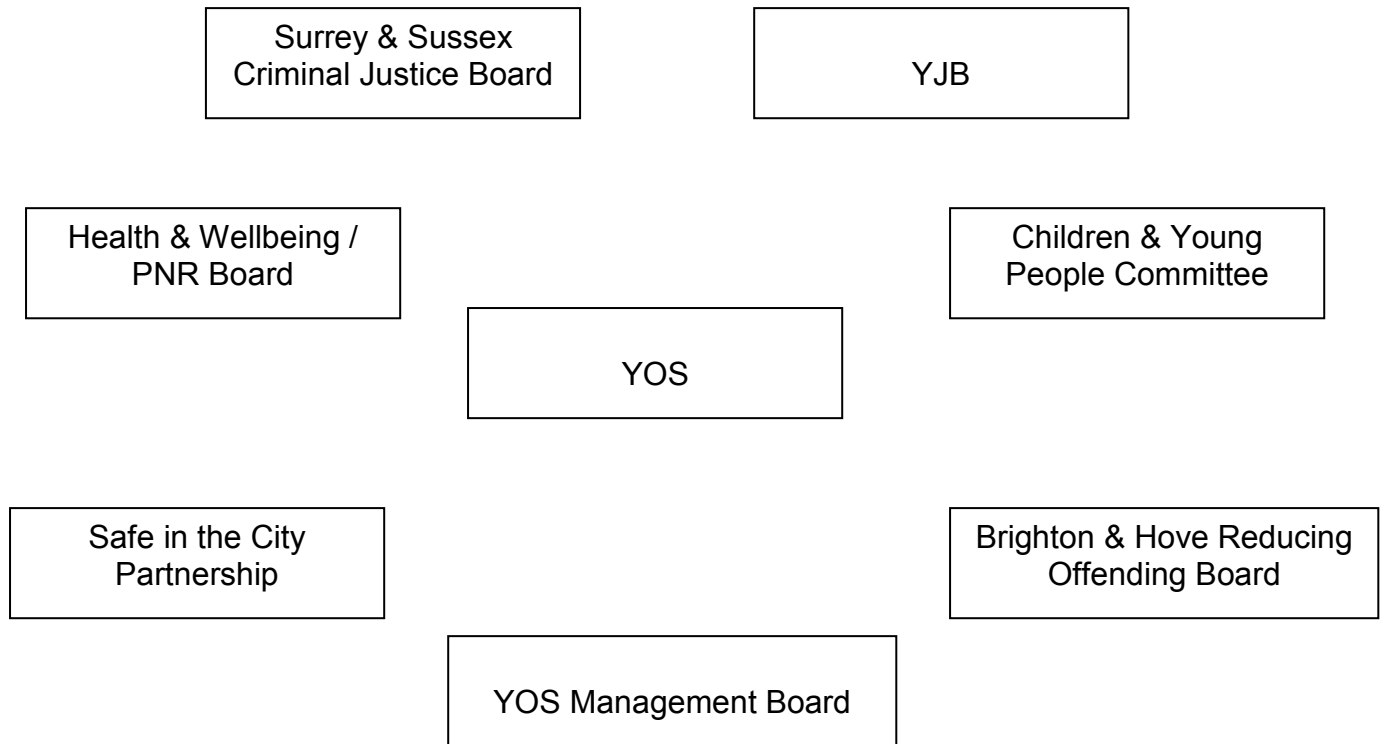 Surrey & Sussex
Criminal Justice Board
YJB
Health & Wellbeing /
PNR Board
Children & Young
People Committee
YOS
Safe in the City
Partnership
Brighton & Hove Reducing
Offending Board
YOS Management Board